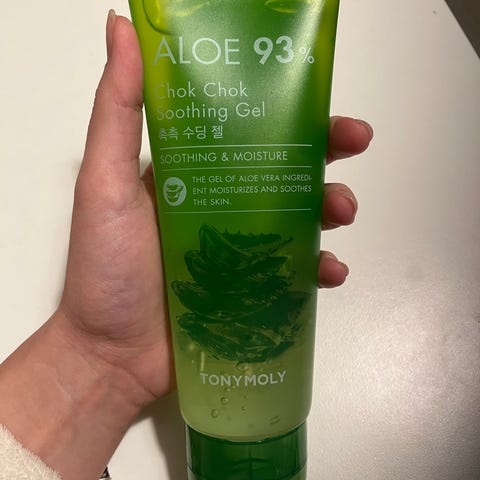 ALOE 93%
Chok Chok
Soothing Gel
촉촉 수딩 젤
SOOTHING & MOISTURE
THE GEL OF ALOE VERA INGREDI-
ENT MOISTURIZES AND SOOTHES
THE SKIN.
TONYMOLY